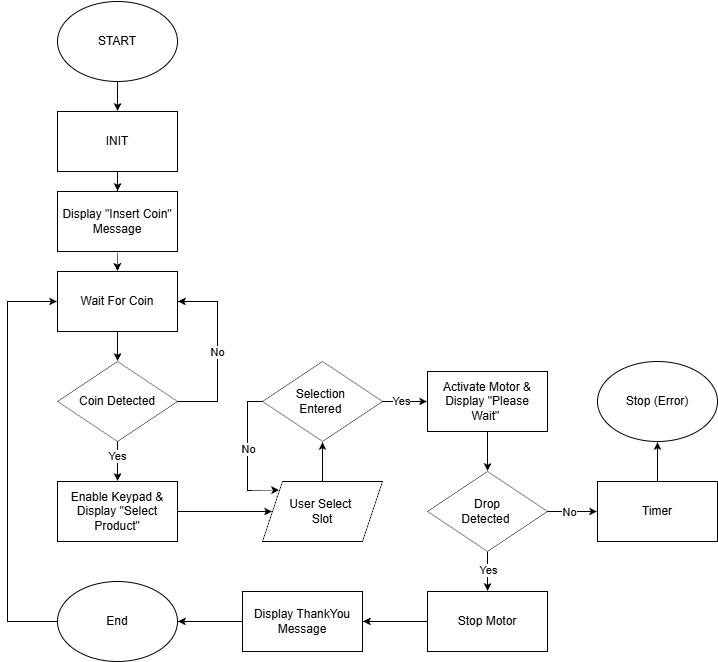 START
INIT
Display "Insert Coin"
Message
Wait For Coin
No
Coin Detected
Yes
Enable Keypad &
Display "Select
Product"
Selection
Entered
No
Yes
User Select
Slot
Activate Motor &
Display "Please
Wait"
Stop (Error)
Drop
Detected
No
Timer
Yes
Stop Motor
Display ThankYou
Message
End